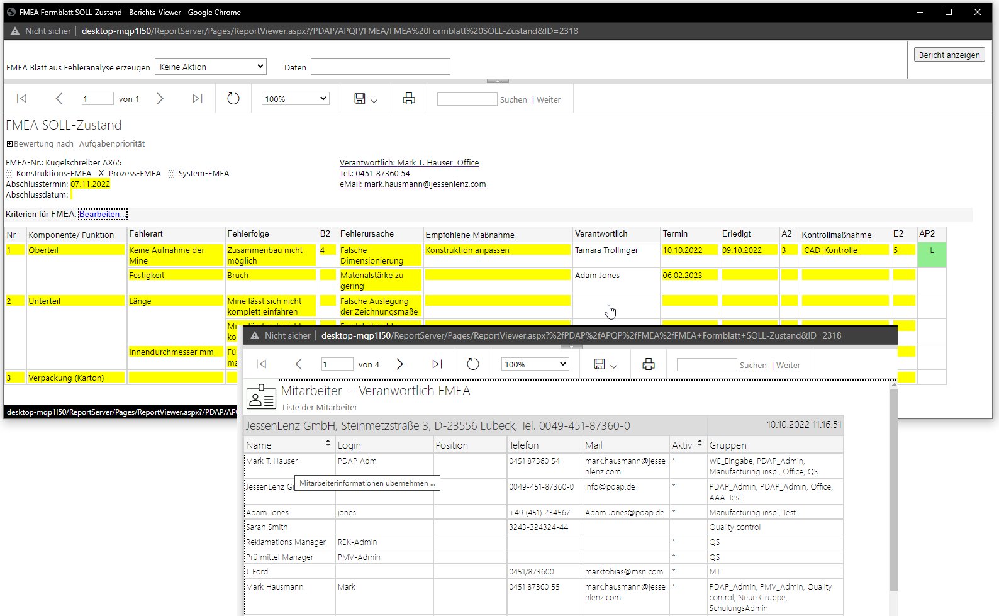 FMEA Formblatt SOLL-Zustand - Berichts-Viewer - Google Chrome
Nicht sicher | desktop-mqp1l50/ReportServer/Pages/ReportViewer.aspx?/PDAP/APQP/FMEA/FMEA%20Formblatt%20SOLL-Zustand&ID=2318
Bericht anzeigen
FMEA Blatt aus Fehleranalyse erzeugen Keine Aktion Daten
1 von 1 100% Suchen | Weiter
FMEA SOLL-Zustand
Bewertung nach Aufgabenpriorität
FMEA-Nr.: Kugelschreiber AX65 Verantwortlich: Mark T. Hauser Office
Konstruktions-FMEA X Prozess-FMEA System-FMEA Tel.: 0451 87360 54
Abschlusstermin: 07.11.2022 eMail: mark.hausmann@jessenlenz.com
Abschlussdatum:
Kriterien für FMEA: Bearbeiten...
Nr Komponente/ Funktion Fehlerart Fehlerfolge B2 Fehlerursache Empfohlene Maßnahme Verantwortlich Termin Erledigt A2 Kontrollmaßnahme E2 AP2
1 Oberteil Keine Aufnahme der Zusammenbau nicht 4 Falsche Konstruktion anpassen Tamara Trollinger 10.10.2022 09.10.2022 3 CAD-Kontrolle 5 L
Mine möglich Dimensionierung
Festigkeit Bruch Materialstärke zu Adam Jones 06.02.2023
gering
2 Unterteil Länge Mine lässt sich nicht Falsche Auslegung
komplett einfahren der Zeichnungsmaße
Innendurchmesser mm
3 Verpackung (Karton)
desktop-mqp1l50/ReportServer/Pages/ReportViewer.aspx?/PDAP/
Nicht sicher | desktop-mqp1l50/ReportServer/Pages/ReportViewer.aspx?%2fPDAP%2fAPQP%2fFMEA%2fFMEA+Formblatt+SOLL-Zustand&ID=2318
1 von 4 100% Suchen | Weiter
Mitarbeiter - Veranwortlich FMEA
Liste der Mitarbeiter
JessenLenz GmbH, Steinmetzstraße 3, D-23556 Lübeck, Tel. 0049-451-87360-0 10.10.2022 11:16:51
Name Login Position Telefon Mail Aktiv Gruppen
Mark T. Hauser PDAP Adm 0451 87360 54 mark.hausmann@jesse * WE_Eingabe, PDAP_Admin,
nlenz.com Manufacturing insp., Office, QS
JessenLenz 0049-451-87360-0 info@pdap.de * PDAP_Admin, PDAP_Admin, Office,
AAA-Test
Mitarbeiterinformationen übernehmen ...
Adam Jones jones +49 (451) 234567 Adam.Jones@pdap.de * Manufacturing insp., Test
Sarah Smith 3243-324324-44 Quality control
Reklamations Manager REK-Admin * QS
Prüfmittel Manager PMV-Admin * QS
J. Ford 0451/873600 marktobias@msn.com * MT
Mark Hausmann Mark 0451 87360 55 mark.hausmann@jesse * PDAP_Admin, PMV_Admin, Quality
nlenz.com control, Neue Gruppe,
SchulungsAdmin